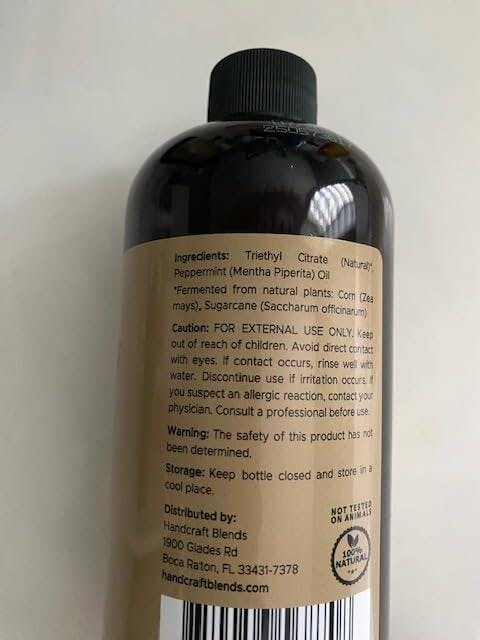 Ingredients: Triethyl Citrate (Natural)*,
Peppermint (Mentha Piperita) Oil
*Fermented from natural plants: Corn (Zea
mays), Sugarcane (Saccharum officinarum)
Caution: FOR EXTERNAL USE ONLY. Keep
out of reach of children. Avoid direct contact
with eyes. If contact occurs, rinse well with
water. Discontinue use if irritation occurs. If
you suspect an allergic reaction, contact your
physician. Consult a professional before use.
Warning: The safety of this product has not
been determined.
Storage: Keep bottle closed and store in a
cool place.
Distributed by:
Handcraft Blends
1900 Glades Rd
Boca Raton, FL 33431-7378
handcraftblends.com
NOT TESTED
ON ANIMALS
100%
NATURAL